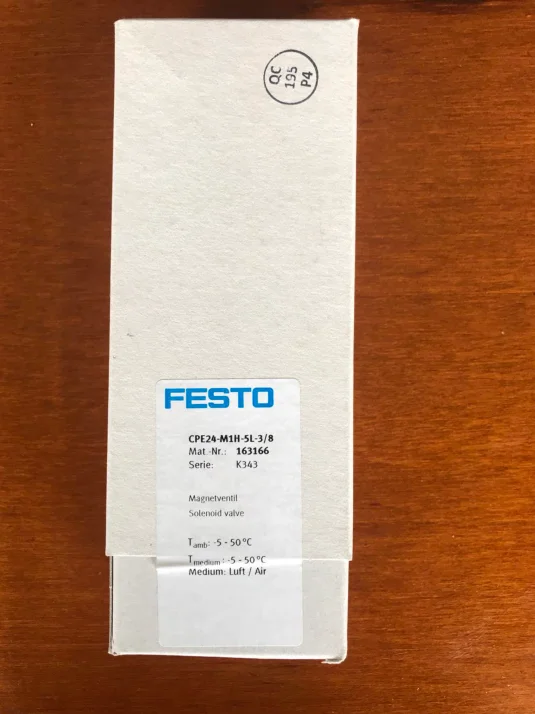 QC
195
P4
FESTO
CPE24-M1H-5L-3/8
Mat.-Nr.: 163166
Serie: K343
Magnetventil
Solenoid valve
Tamb: -5 - 50 °C
Tmedium: -5 - 50 °C
Medium: Luft / Air